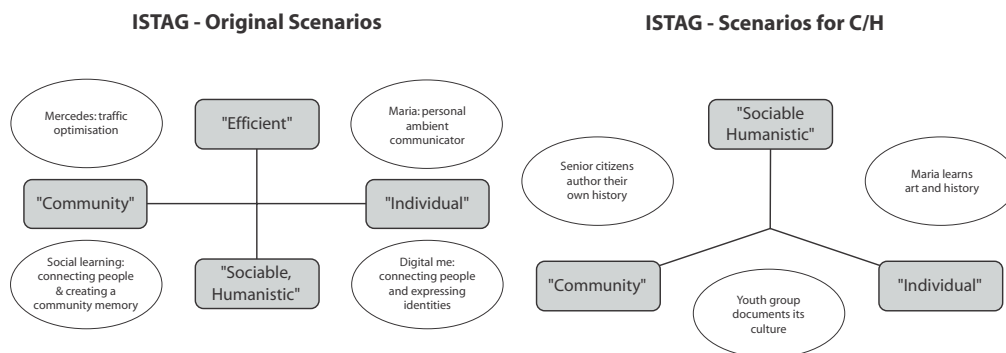 ISTAG - Original Scenarios
Mercedes: traffic
optimisation
"Efficient"
Maria: personal
ambient
communicator
"Community"
"Individual"
Social learning:
connecting people
& creating a
community memory
"Sociable,
Humanistic"
Digital me:
connecting people
and expressing
identities
ISTAG - Scenarios for C/H
"Sociable
Humanistic"
Senior citizens
author their
own history
Maria learns
art and history
"Community"
Youth group
documents its
culture
"Individual"